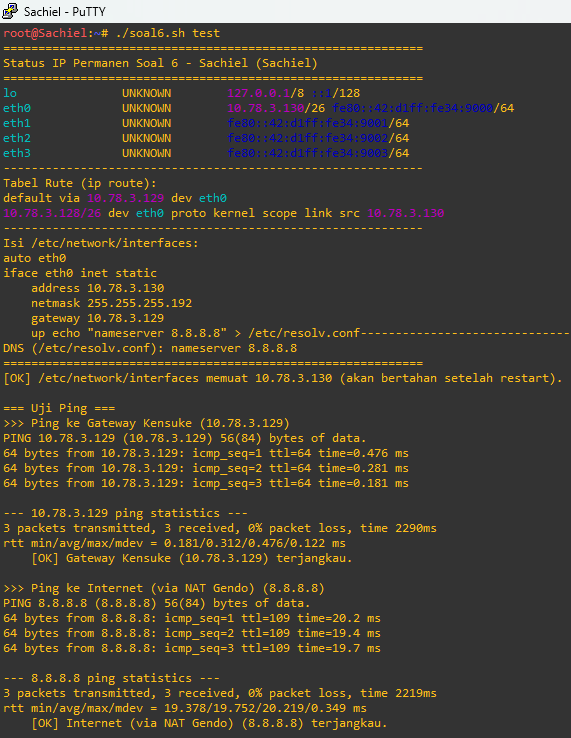 Sachiel - PuTTY
root@Sachiel:~# ./soal6.sh test
============================================================
Status IP Permanen Soal 6 - Sachiel (Sachiel)
============================================================
lo               UNKNOWN        127.0.0.1/8 ::1/128
eth0             UNKNOWN        10.78.3.130/26 fe80::42:d1ff:fe34:9000/64
eth1             UNKNOWN        fe80::42:d1ff:fe34:9001/64
eth2             UNKNOWN        fe80::42:d1ff:fe34:9002/64
eth3             UNKNOWN        fe80::42:d1ff:fe34:9003/64
------------------------------------------------------------
Tabel Rute (ip route):
default via 10.78.3.129 dev eth0
10.78.3.128/26 dev eth0 proto kernel scope link src 10.78.3.130
------------------------------------------------------------
Isi /etc/network/interfaces:
auto eth0
iface eth0 inet static
    address 10.78.3.130
    netmask 255.255.255.192
    gateway 10.78.3.129
    up echo "nameserver 8.8.8.8" > /etc/resolv.conf------------------------------
DNS (/etc/resolv.conf): nameserver 8.8.8.8
============================================================
[OK] /etc/network/interfaces memuat 10.78.3.130 (akan bertahan setelah restart).

=== Uji Ping ===
>>> Ping ke Gateway Kensuke (10.78.3.129)
PING 10.78.3.129 (10.78.3.129) 56(84) bytes of data.
64 bytes from 10.78.3.129: icmp_seq=1 ttl=64 time=0.476 ms
64 bytes from 10.78.3.129: icmp_seq=2 ttl=64 time=0.281 ms
64 bytes from 10.78.3.129: icmp_seq=3 ttl=64 time=0.181 ms

--- 10.78.3.129 ping statistics ---
3 packets transmitted, 3 received, 0% packet loss, time 2290ms
rtt min/avg/max/mdev = 0.181/0.312/0.476/0.122 ms
    [OK] Gateway Kensuke (10.78.3.129) terjangkau.

>>> Ping ke Internet (via NAT Gendo) (8.8.8.8)
PING 8.8.8.8 (8.8.8.8) 56(84) bytes of data.
64 bytes from 8.8.8.8: icmp_seq=1 ttl=109 time=20.2 ms
64 bytes from 8.8.8.8: icmp_seq=2 ttl=109 time=19.4 ms
64 bytes from 8.8.8.8: icmp_seq=3 ttl=109 time=19.7 ms

--- 8.8.8.8 ping statistics ---
3 packets transmitted, 3 received, 0% packet loss, time 2219ms
rtt min/avg/max/mdev = 19.378/19.752/20.219/0.349 ms
    [OK] Internet (via NAT Gendo) (8.8.8.8) terjangkau.